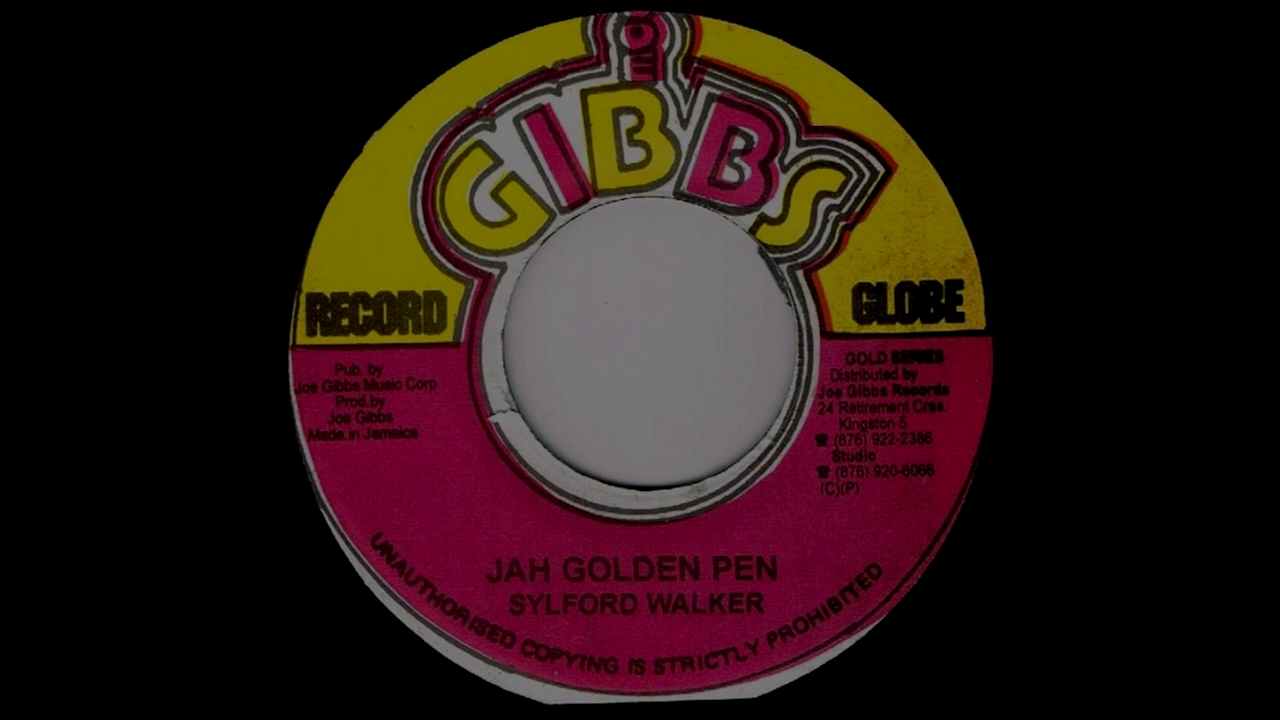 JOE
GIBBS
RECORD
GLOBE
Pub. by
Joe Gibbs Music Corp.
Prod.by
Joe Gibbs
Made in Jamaica
GOLD SERIES
Distributed by
Joe Gibbs Records
24 Retirement Cres.
Kingston 5
☎ (876) 922-2386
Studio
☎ (876) 920-6066
(C)(P)
JAH GOLDEN PEN
SYLFORD WALKER
UNAUTHORISED COPYING IS STRICTLY PROHIBITED